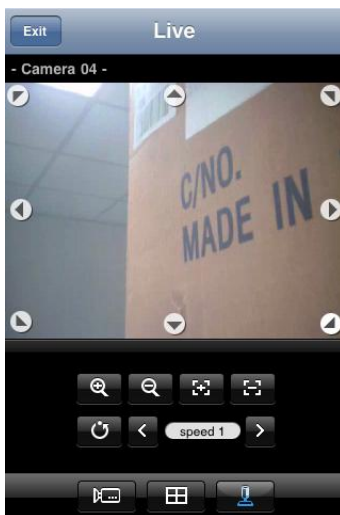 Exit
Live
- Camera 04 -
C/NO.
MADE IN
speed 1